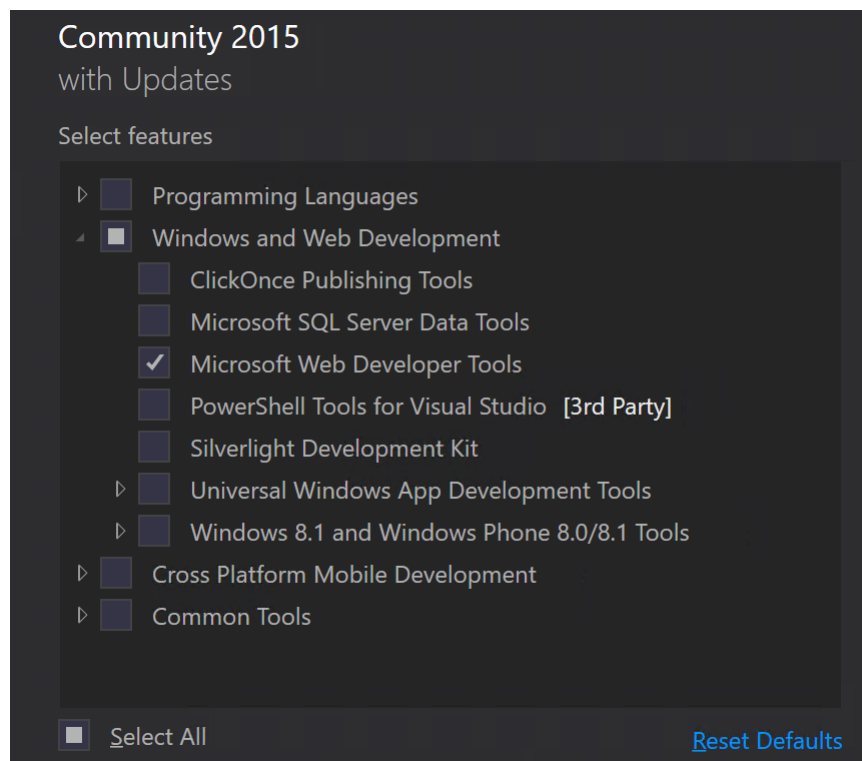 Community 2015
with Updates
Select features
Programming Languages
Windows and Web Development
ClickOnce Publishing Tools
Microsoft SQL Server Data Tools
Microsoft Web Developer Tools
PowerShell Tools for Visual Studio [3rd Party]
Silverlight Development Kit
Universal Windows App Development Tools
Windows 8.1 and Windows Phone 8.0/8.1 Tools
Cross Platform Mobile Development
Common Tools
Select All
Reset Defaults